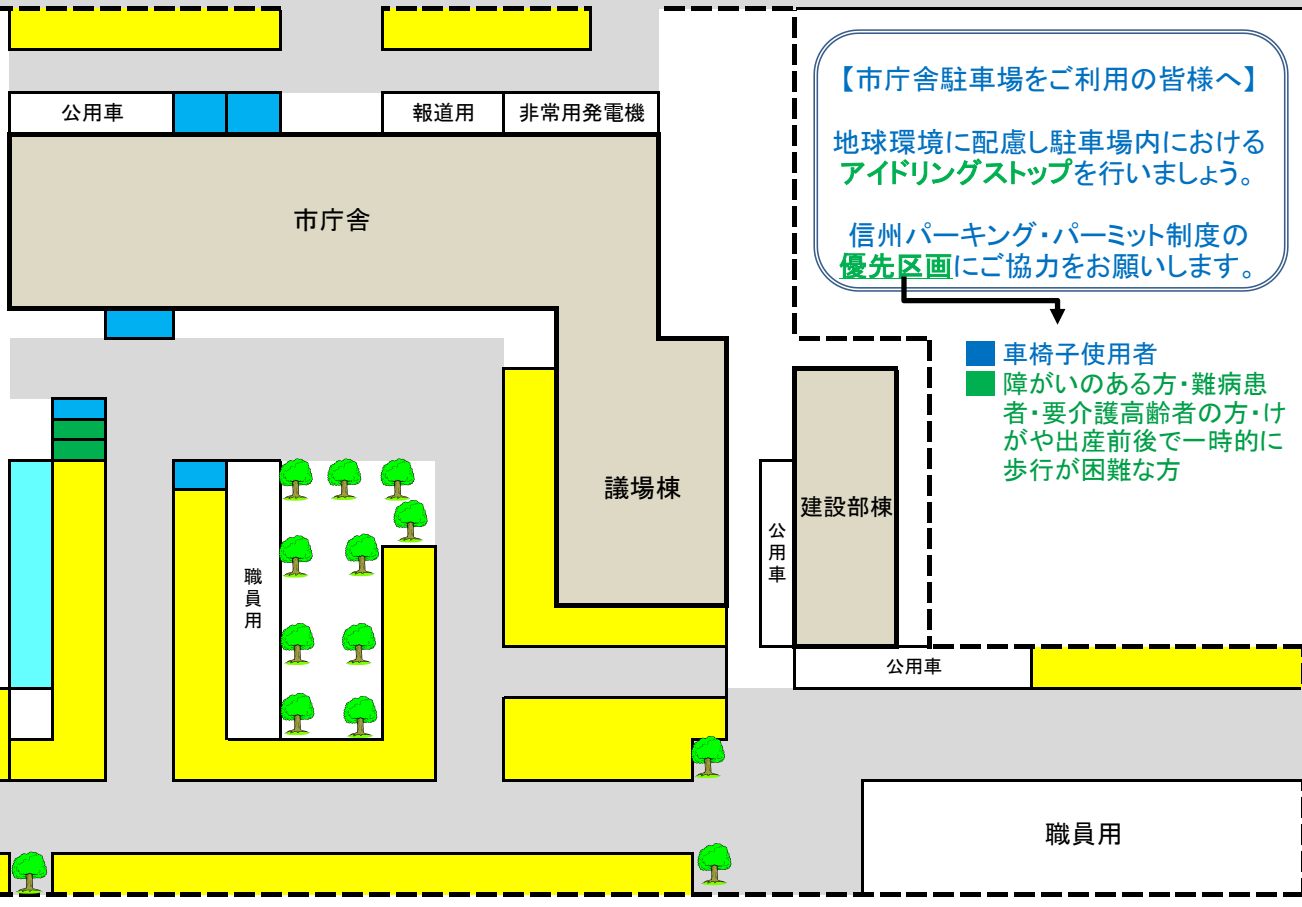 公用車
報道用
非常用発電機
市庁舎
【市庁舎駐車場をご利用の皆様へ】
地球環境に配慮し駐車場内における
アイドリングストップを行いましょう。
信州パーキング・パーミット制度の
優先区画にご協力をお願いします。
車椅子使用者
障がいのある方・難病患
者・要介護高齢者の方・け
がや出産前後で一時的に
歩行が困難な方
議場棟
建設部棟
公用車
職員用
公用車
職員用